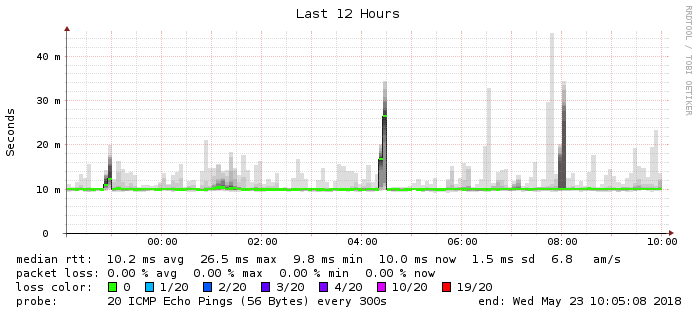 Last 12 Hours
RRDTOOL / TOBI OETIKER
Seconds
40 m
30 m
20 m
10 m
0
00:00 02:00 04:00 06:00 08:00 10:00
median rtt: 10.2 ms avg 26.5 ms max 9.8 ms min 10.0 ms now 1.5 ms sd 6.8 am/s
packet loss: 0.00 % avg 0.00 % max 0.00 % min 0.00 % now
loss color: 0 1/20 2/20 3/20 4/20 10/20 19/20
probe: 20 ICMP Echo Pings (56 Bytes) every 300s end: Wed May 23 10:05:08 2018